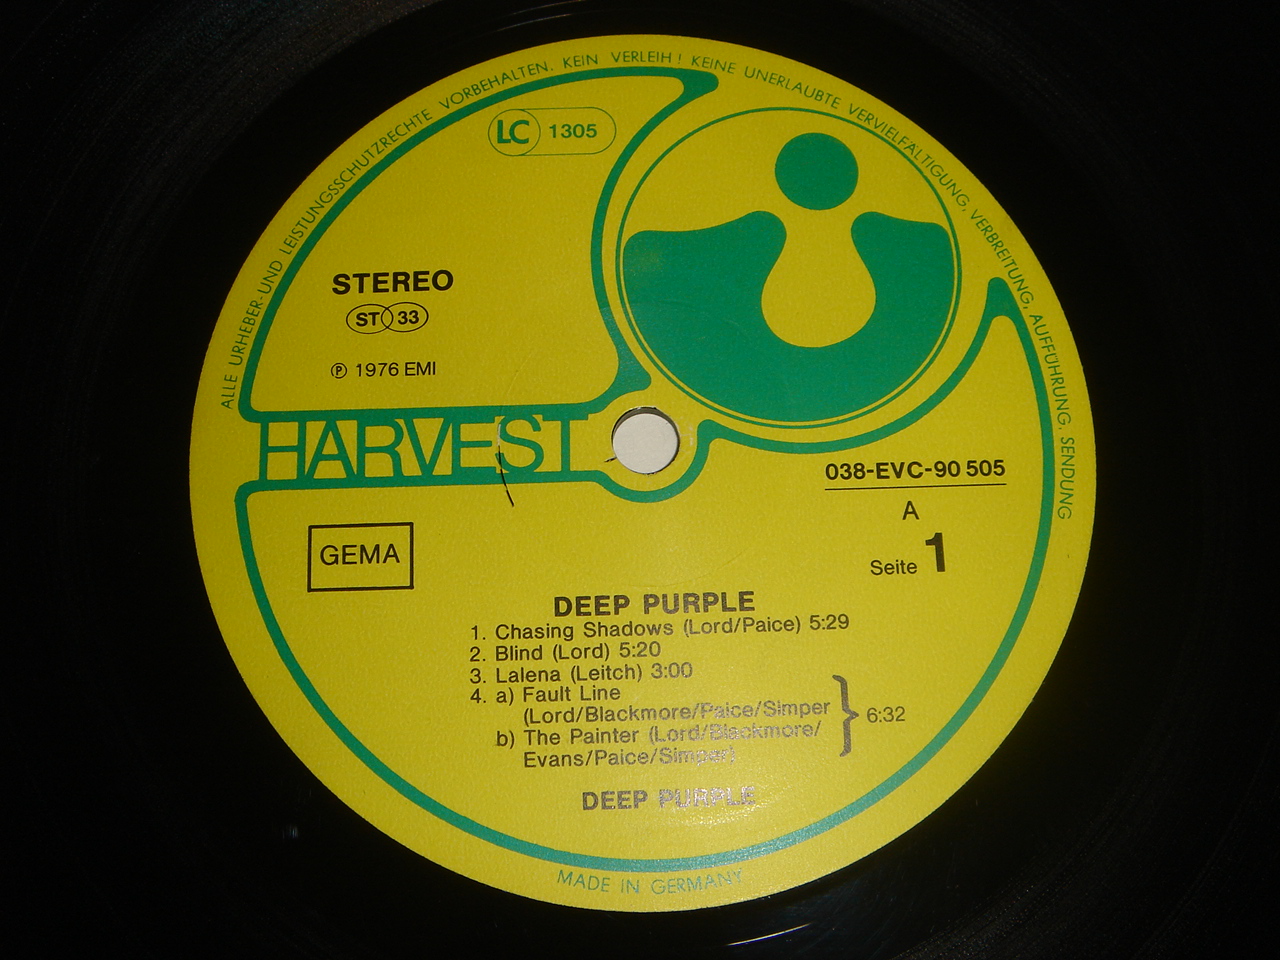 ALLE URHEBER- UND LEISTUNGSSCHUTZRECHTE VORBEHALTEN. KEIN VERLEIH! KEINE UNERLAUBTE VERVIELFÄLTIGUNG, VERBREITUNG, AUFFÜHRUNG, SENDUNG
LC 1305
STEREO
ST 33
℗ 1976 EMI
HARVEST
038-EVC-90 505
A
Seite 1
GEMA
DEEP PURPLE
1. Chasing Shadows (Lord/Paice) 5:29
2. Blind (Lord) 5:20
3. Lalena (Leitch) 3:00
4. a) Fault Line
(Lord/Blackmore/Paice/Simper
b) The Painter (Lord/Blackmore/
Evans/Paice/Simper)
} 6:32
DEEP PURPLE
MADE IN GERMANY